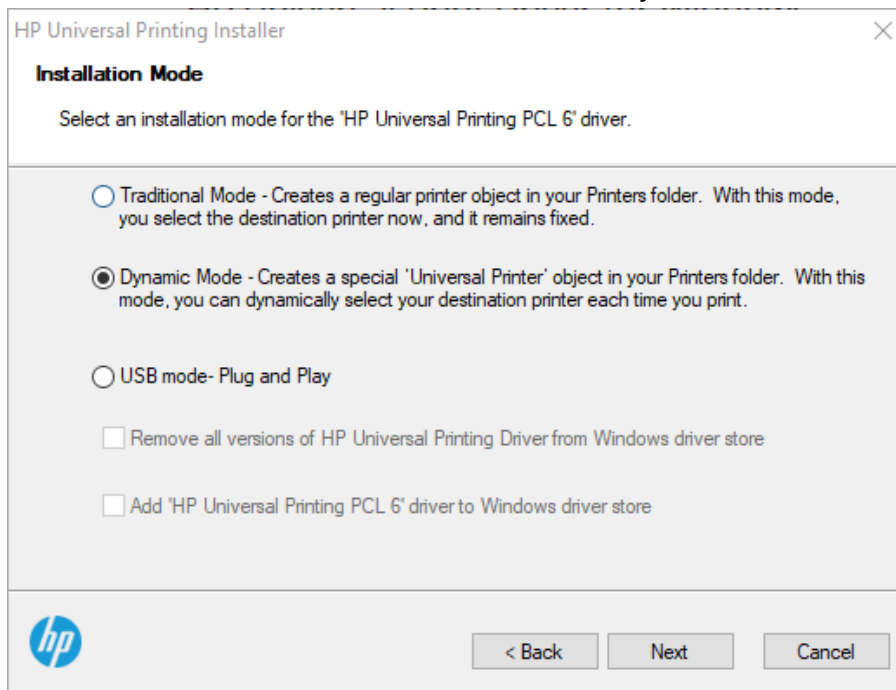 HP Universal Printing Installer
Installation Mode
Select an installation mode for the "HP Universal Printing PCL 6" driver.
Traditional Mode - Creates a regular printer object in your Printers folder.  With this mode,
you select the destination printer now, and it remains fixed.
Dynamic Mode - Creates a special 'Universal Printer' object in your Printers folder.  With this
mode, you can dynamically select your destination printer each time you print.
USB mode- Plug and Play
Remove all versions of HP Universal Printing Driver from Windows driver store
Add "HP Universal Printing PCL 6" driver to Windows driver store
hp
< Back
Next
Cancel